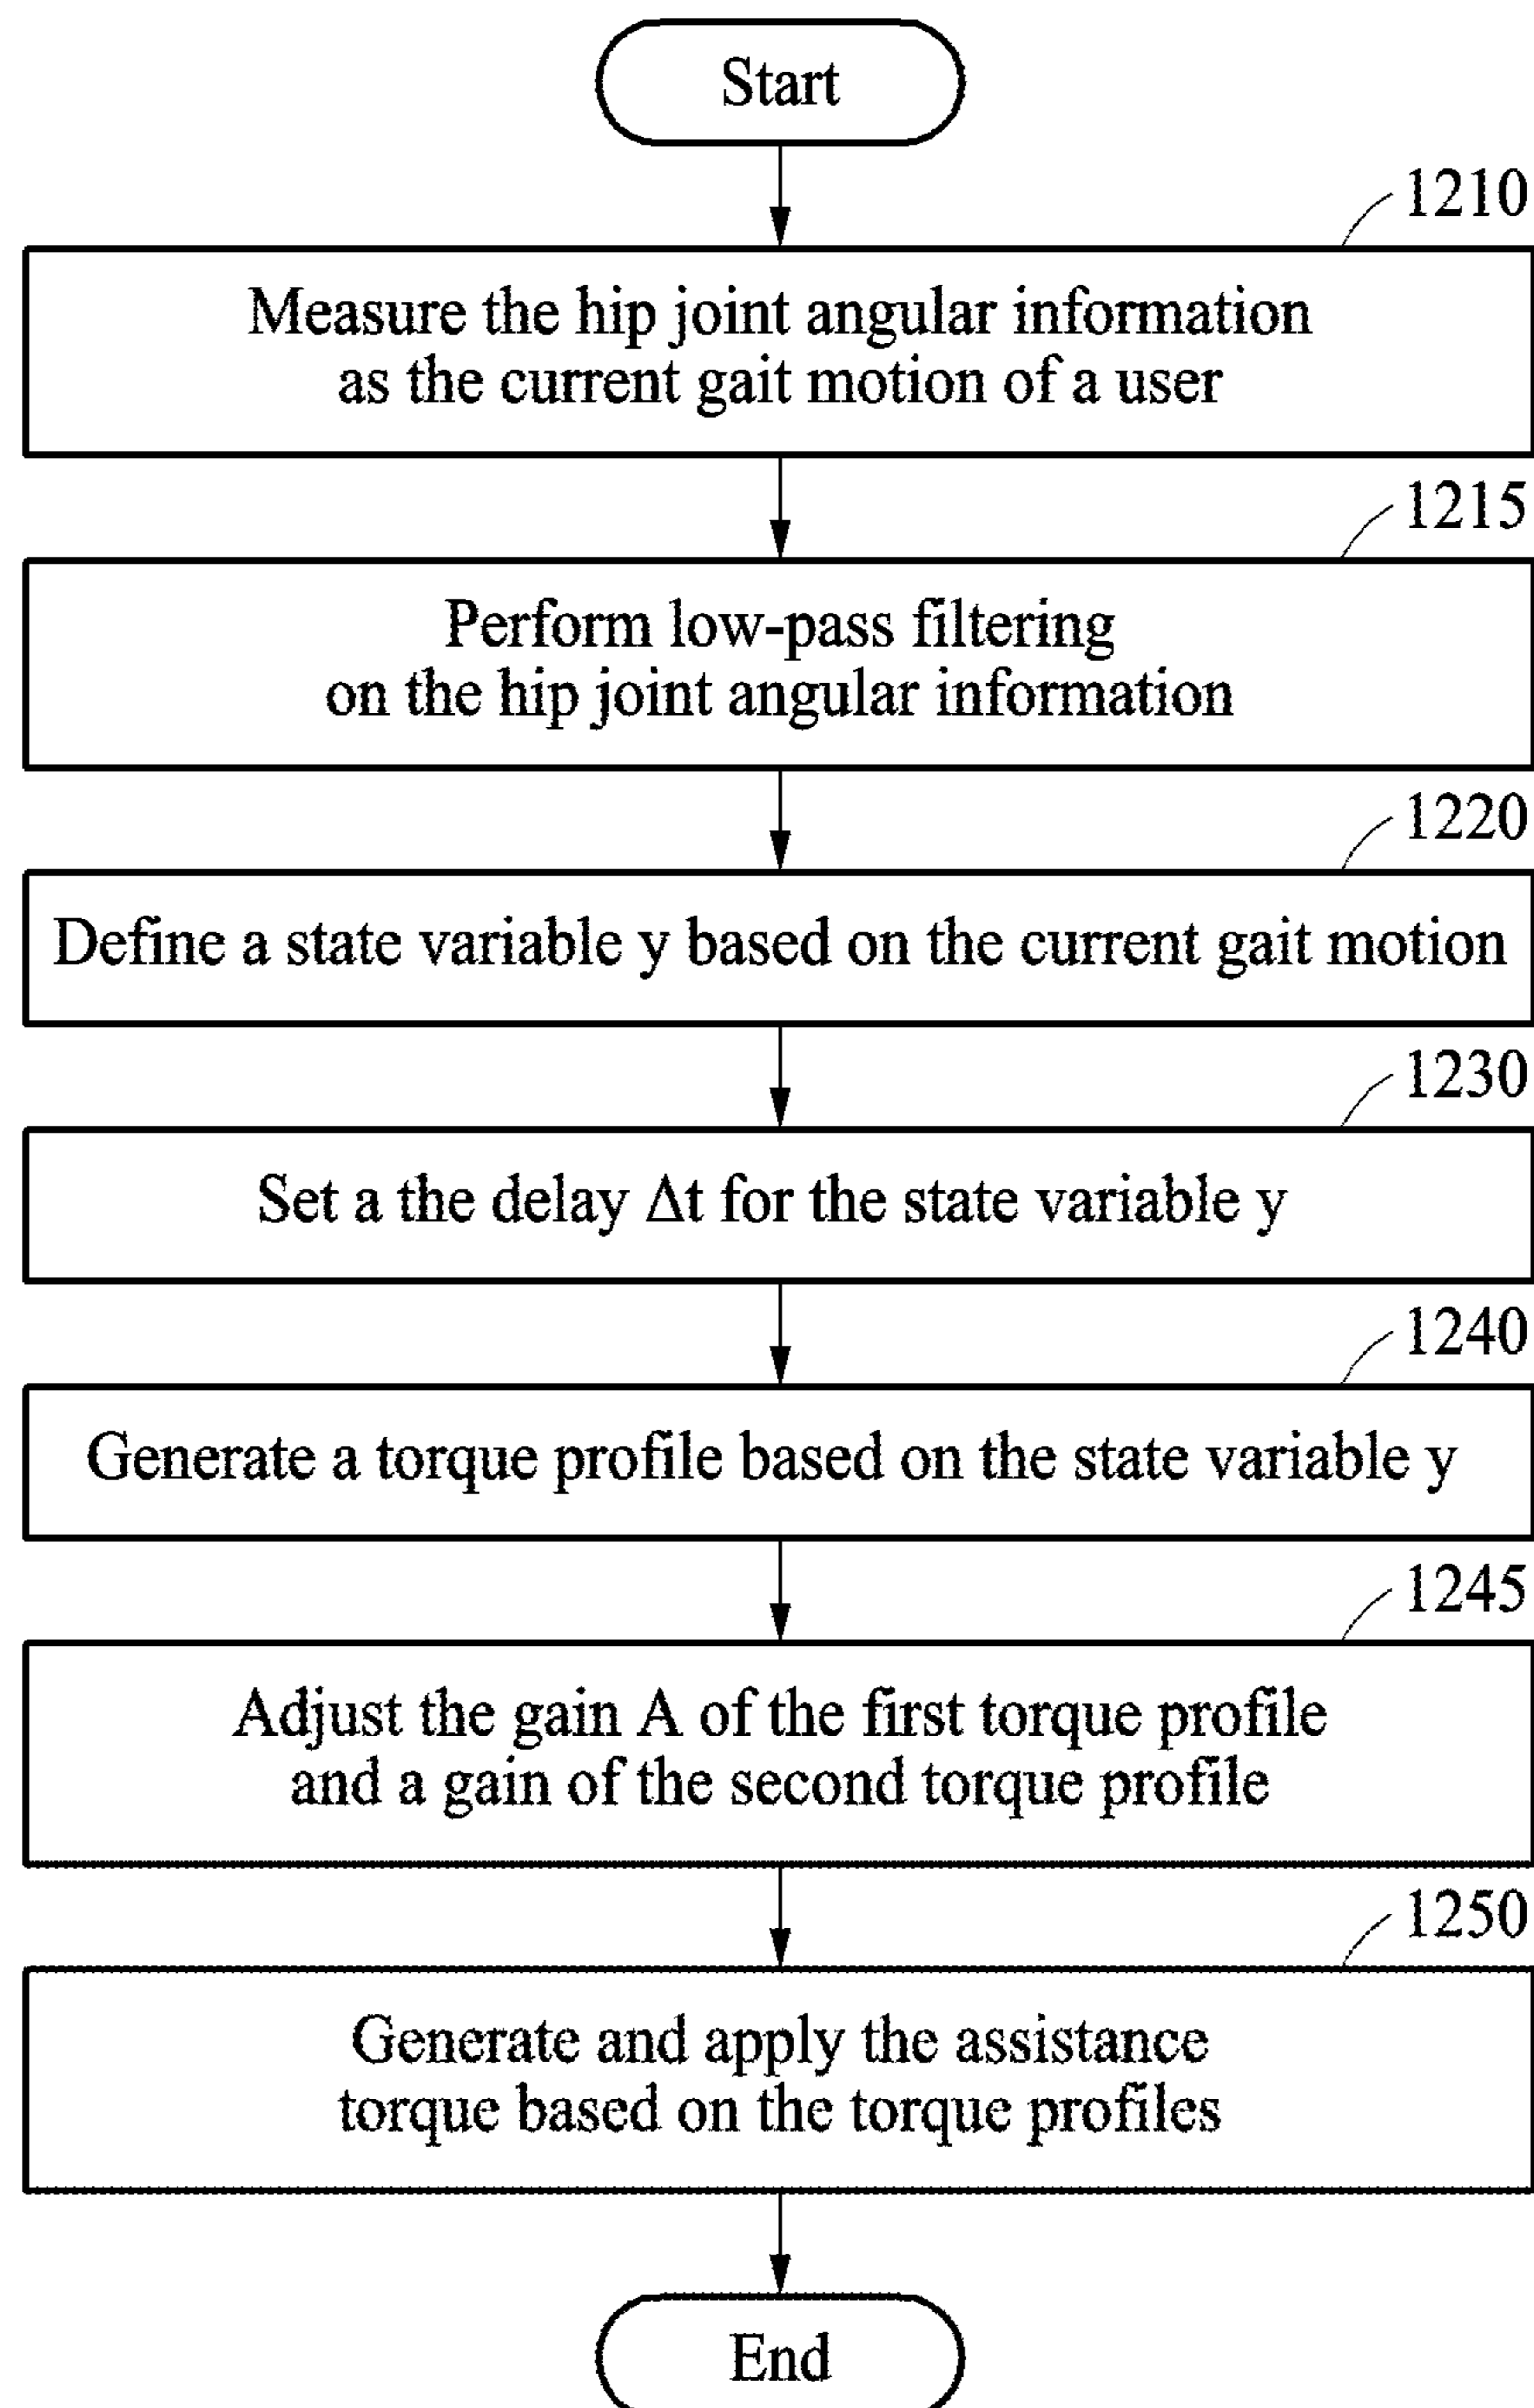 Start
1210
Measure the hip joint angular information
as the current gait motion of a user
1215
Perform low-pass filtering
on the hip joint angular information
1220
Define a state variable y based on the current gait motion
1230
Set a the delay Δt for the state variable y
1240
Generate a torque profile based on the state variable y
1245
Adjust the gain A of the first torque profile
and a gain of the second torque profile
1250
Generate and apply the assistance
torque based on the torque profiles
End